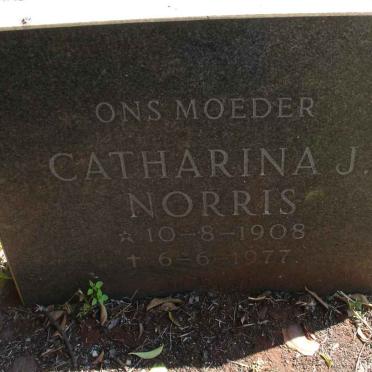 ONS MOEDER
CATHARINA J.
NORRIS
☆ 10-8-1908
† 6-6-1977